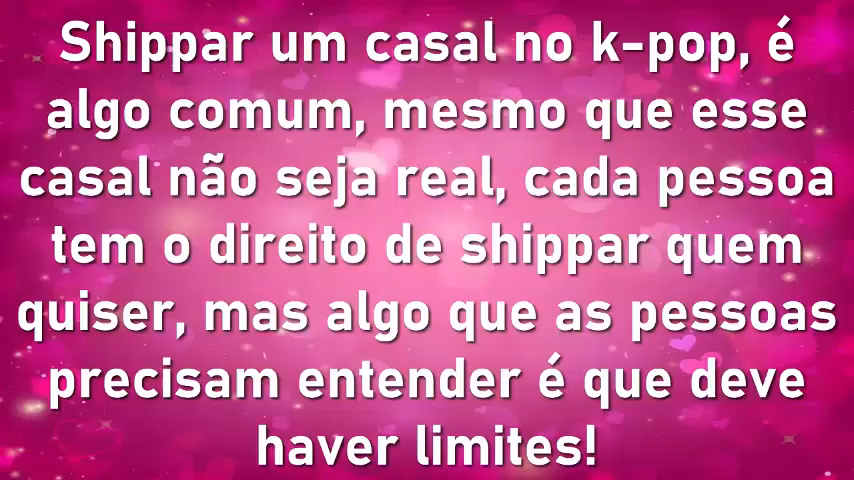 Shippar um casal no k-pop, é
algo comum, mesmo que esse
casal não seja real, cada pessoa
tem o direito de shippar quem
quiser, mas algo que as pessoas
precisam entender é que deve
haver limites!